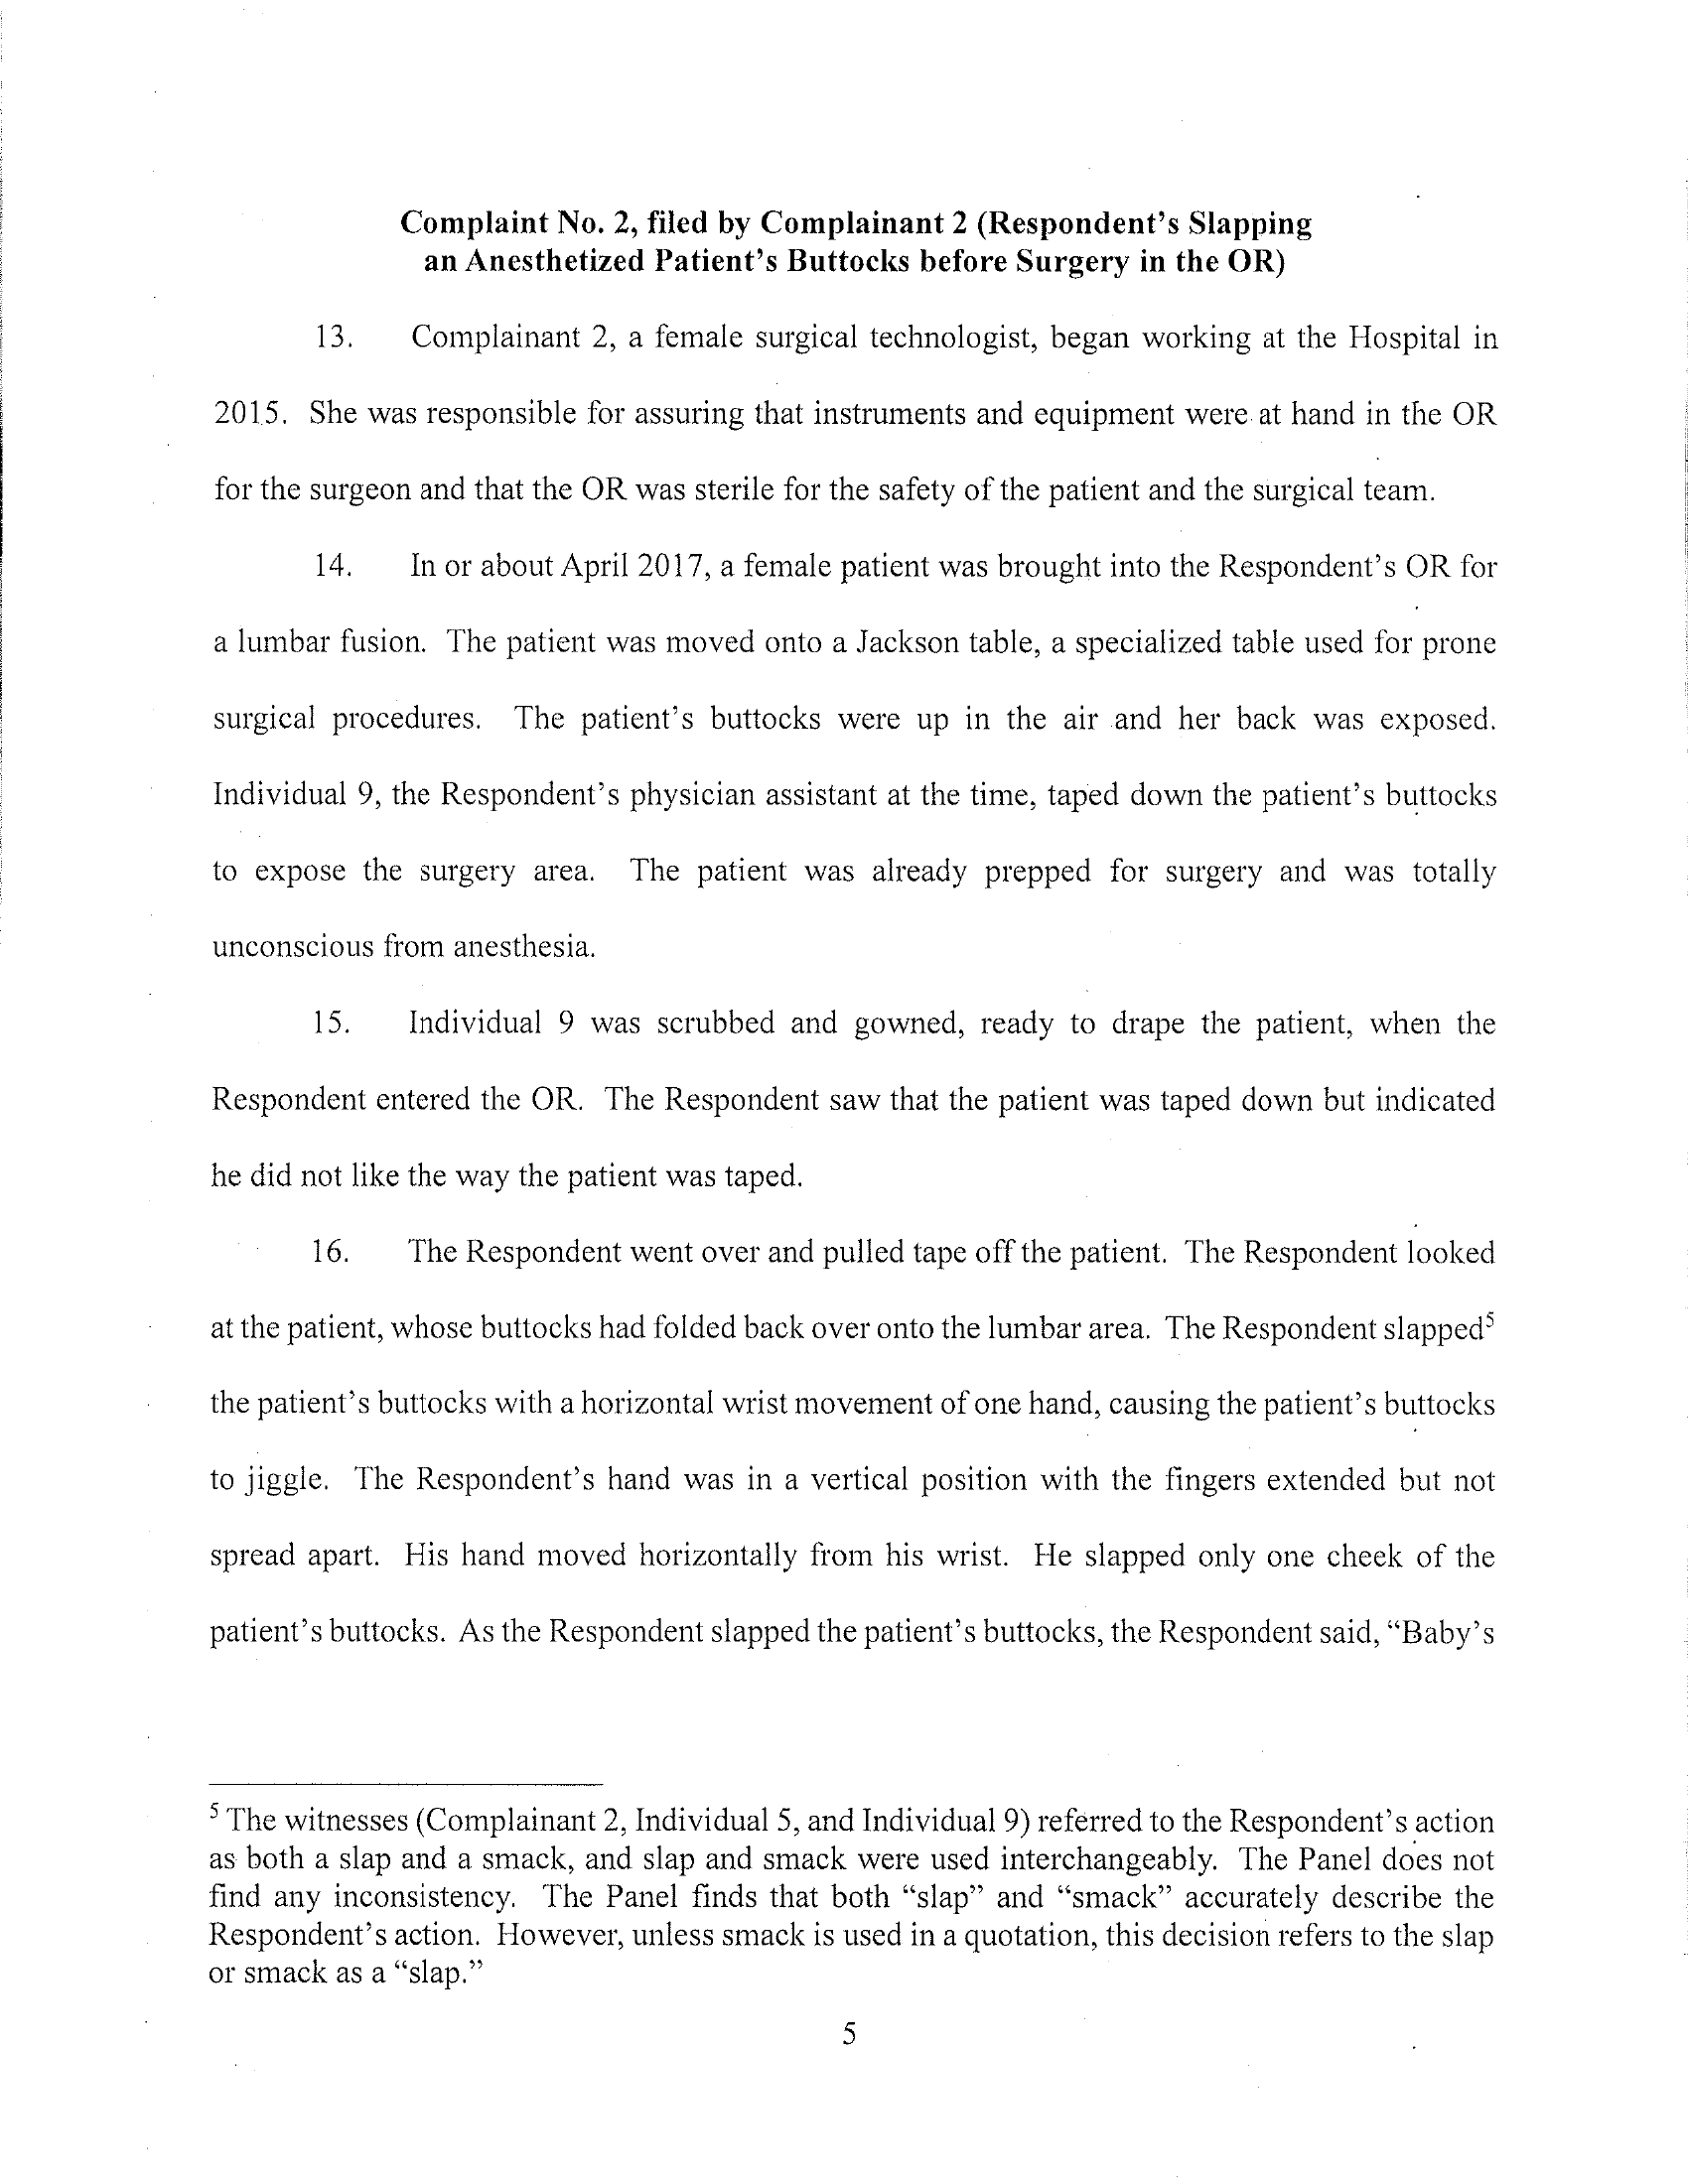 Complaint No. 2, filed by Complainant 2 (Respondent's Slapping
an Anesthetized Patient's Buttocks before Surgery in the OR)
13. Complainant 2, a female surgical technologist, began working at the Hospital in
2015. She was responsible for assuring that instruments and equipment were at hand in the OR
for the surgeon and that the OR was sterile for the safety of the patient and the surgical team.
14. In or about April 2017, a female patient was brought into the Respondent's OR for
a lumbar fusion. The patient was moved onto a Jackson table, a specialized table used for prone
surgical procedures. The patient's buttocks were up in the air and her back was exposed.
Individual 9, the Respondent's physician assistant at the time, taped down the patient's buttocks
to expose the surgery area. The patient was already prepped for surgery and was totally
unconscious from anesthesia.
15. Individual 9 was scrubbed and gowned, ready to drape the patient, when the
Respondent entered the OR. The Respondent saw that the patient was taped down but indicated
he did not like the way the patient was taped.
16. The Respondent went over and pulled tape off the patient. The Respondent looked
at the patient, whose buttocks had folded back over onto the lumbar area. The Respondent slapped⁵
the patient's buttocks with a horizontal wrist movement of one hand, causing the patient's buttocks
to jiggle. The Respondent's hand was in a vertical position with the fingers extended but not
spread apart. His hand moved horizontally from his wrist. He slapped only one cheek of the
patient's buttocks. As the Respondent slapped the patient's buttocks, the Respondent said, “Baby's
⁵ The witnesses (Complainant 2, Individual 5, and Individual 9) referred to the Respondent's action
as both a slap and a smack, and slap and smack were used interchangeably. The Panel does not
find any inconsistency. The Panel finds that both “slap” and “smack” accurately describe the
Respondent's action. However, unless smack is used in a quotation, this decision refers to the slap
or smack as a “slap.”
5